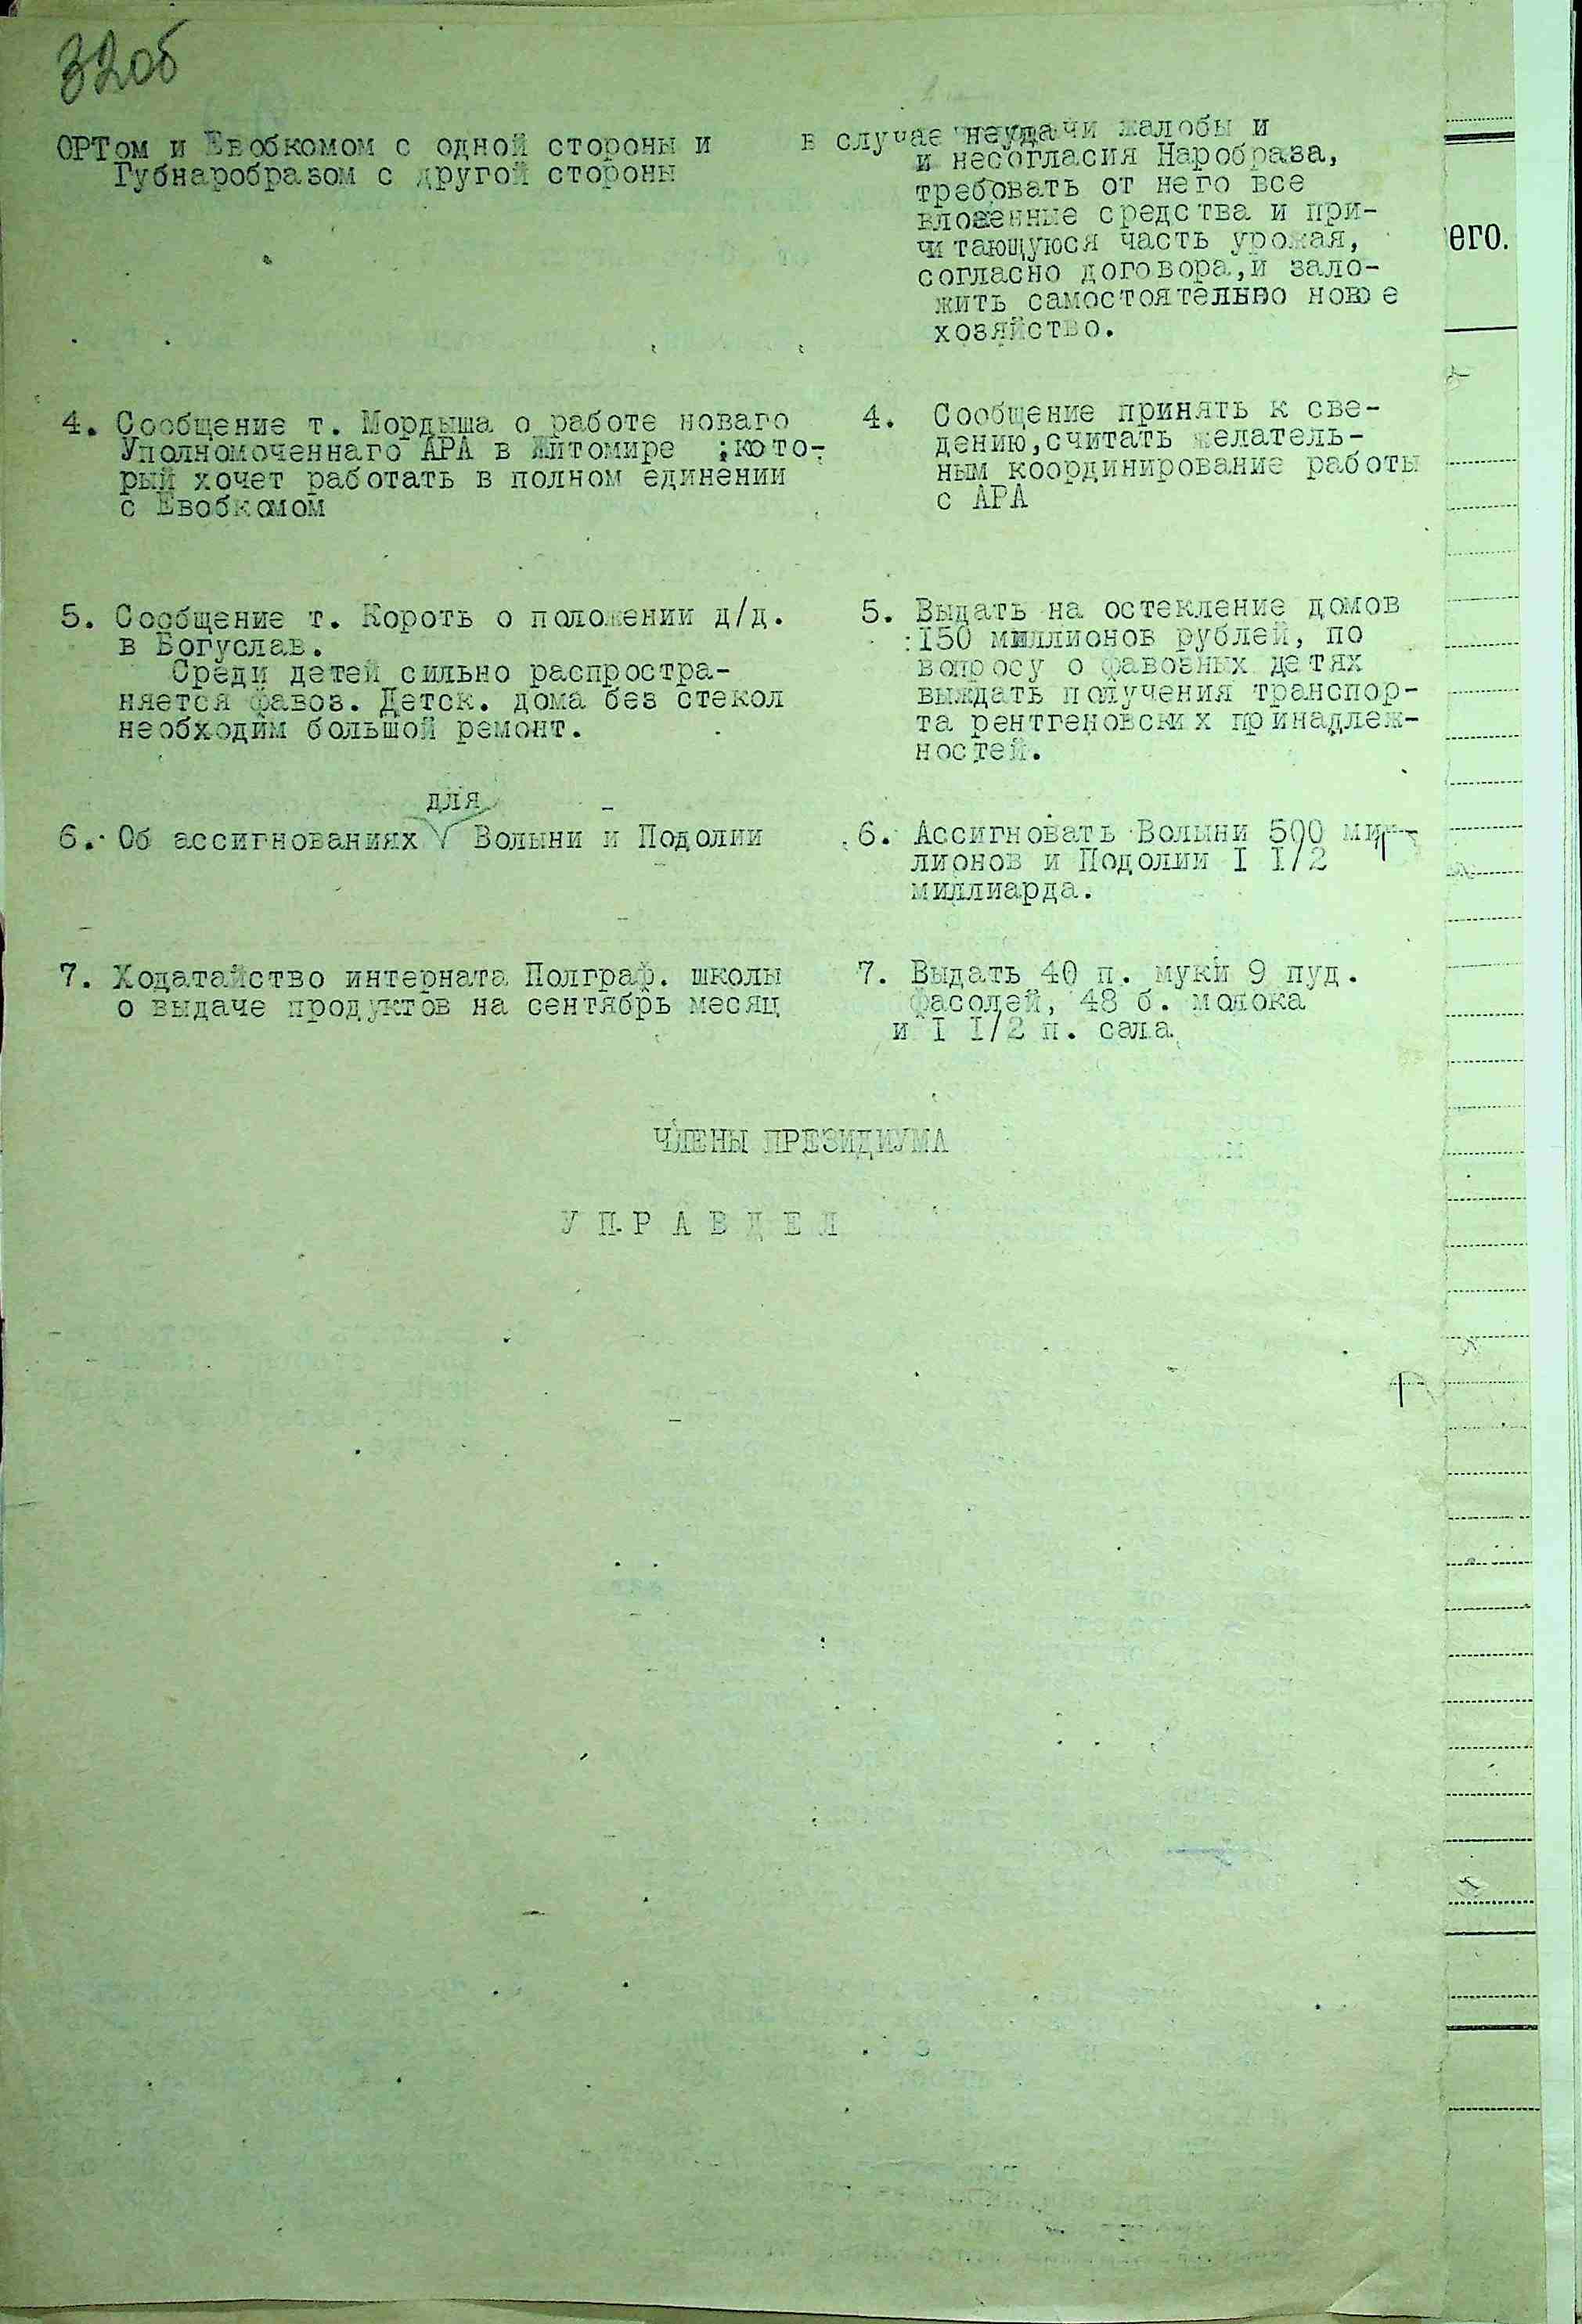 32об
ОРТом и Евобкомом с одной стороны и
Губнаробразом с другой стороны
в случае неудачи жалобы и
и несогласия Наробраза,
требовать от него все
вложенные средства и при-
читающуюся часть урожая,
согласно договора,и зало-
жить самостоятельно новое
хозяйство.
его.
4. Сообщение т. Мордыша о работе новаго
Уполномоченнаго АРА в Житомире ;кото-
рый хочет работать в полном единении
с Евобкомом
4. Сообщение принять к све-
дению,считать желатель-
ным координирование работы
с АРА
5. Сообщение т. Короть о положении д/д.
в Богуслав.
Среди детей сильно распростра-
няется фавоз. Детск. дома без стекол
необходим большой ремонт.
5. Выдать на остекление домов
150 миллионов рублей, по
вопросу о фавозных детях
выждать получения транспор-
та рентгеновских принадлеж-
ностей.
для
6. Об ассигнованиях Волыни и Подолии
6. Ассигновать Волыни 500 мил-
лионов и Подолии I I/2
миллиарда.
7. Ходатайство интерната Полграф. школы
о выдаче продуктов на сентябрь месяц
7. Выдать 40 п. муки 9 пуд.
фасолей, 48 б. молока
и I I/2 п. сала
ЧЛЕНЫ ПРЕЗИДИУМА
У П Р А В Д Е Л